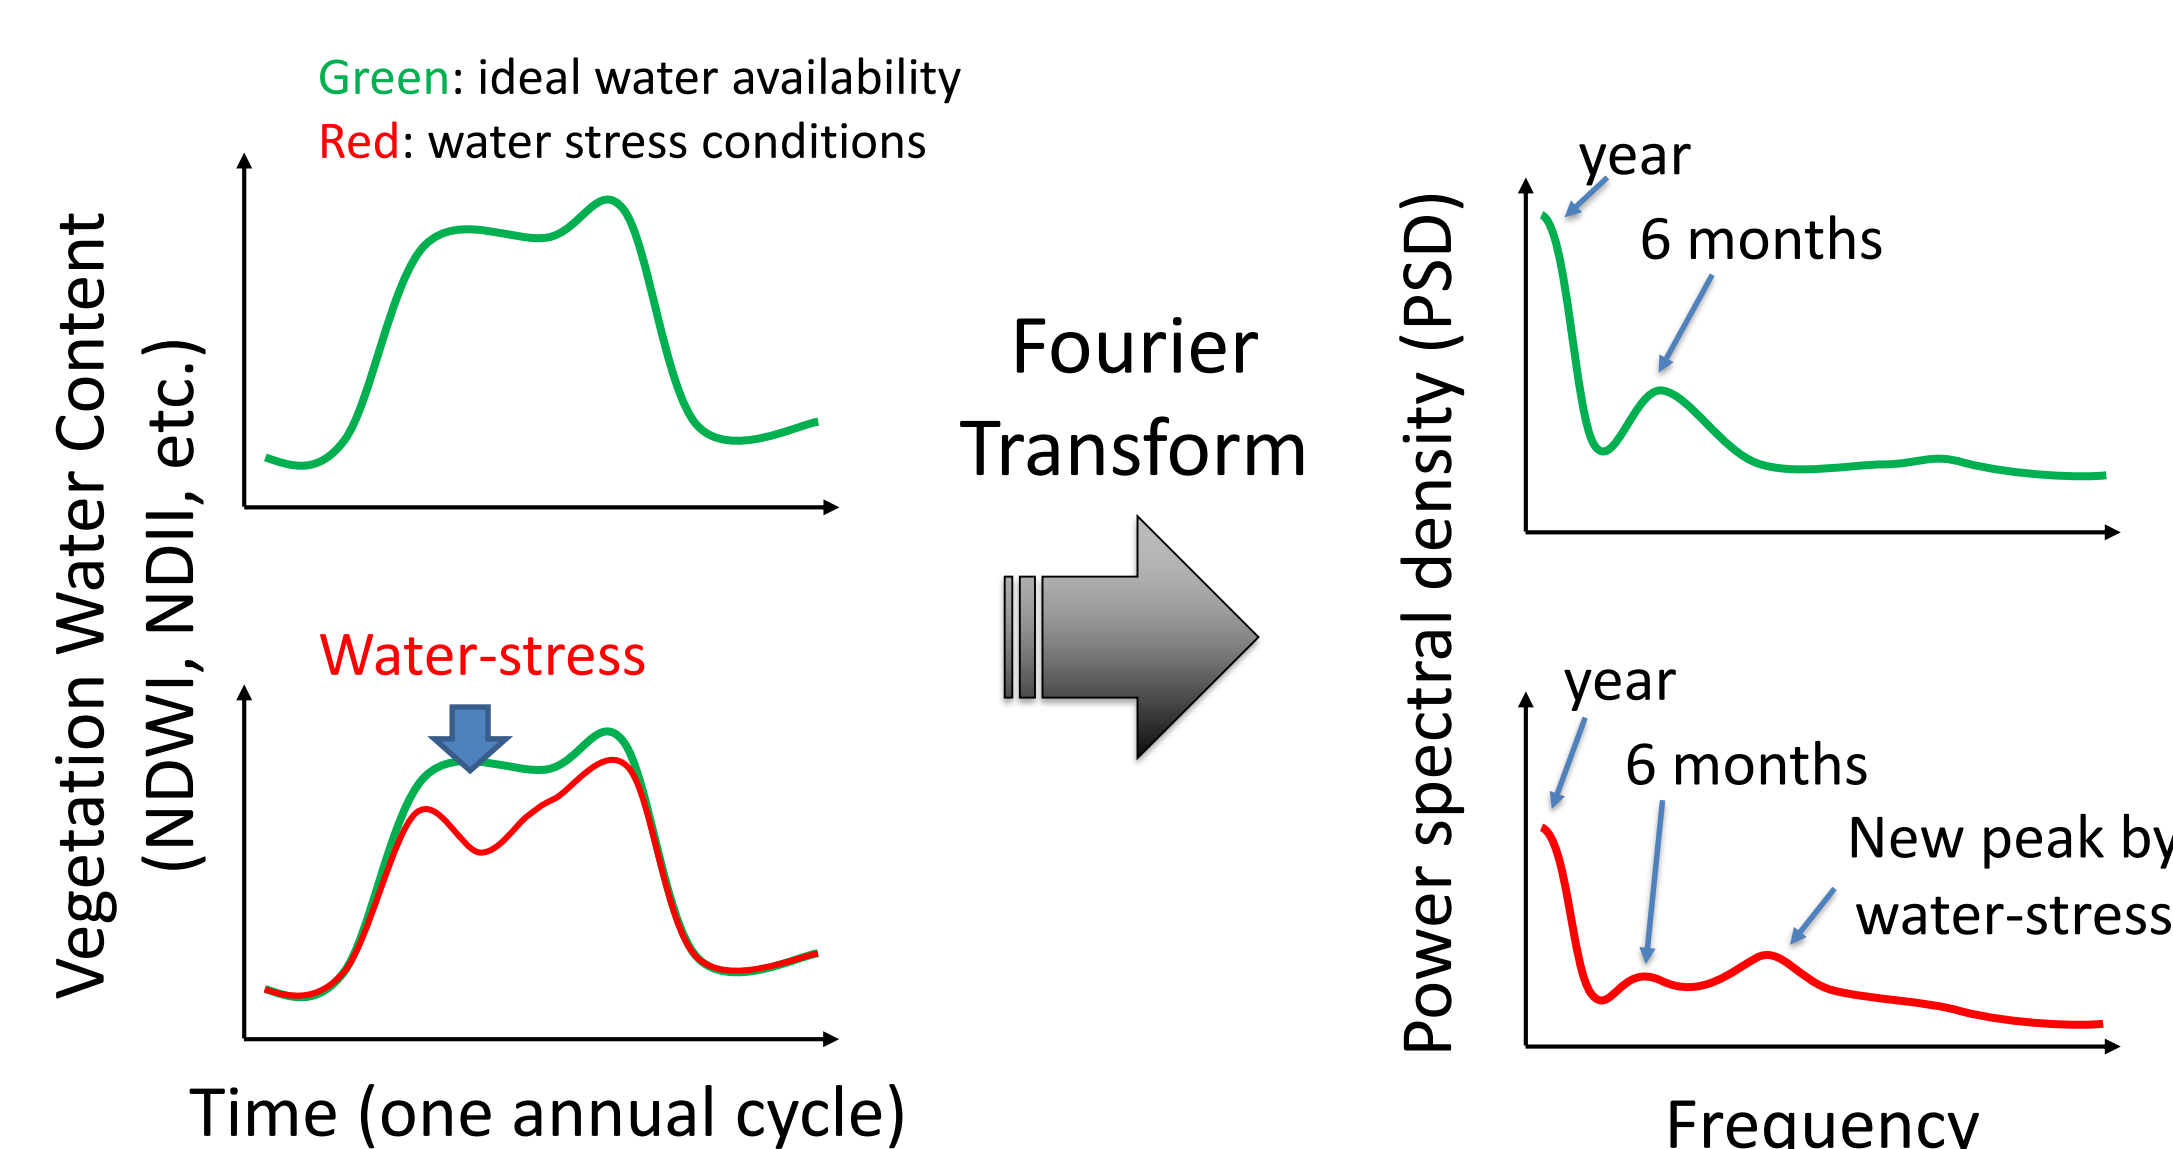 Green: ideal water availability
Red: water stress conditions
Vegetation Water Content
(NDWI, NDII, etc.)
Water-stress
Time (one annual cycle)
Fourier
Transform
Power spectral density (PSD)
year
6 months
year
6 months
New peak by
water-stress
Frequency